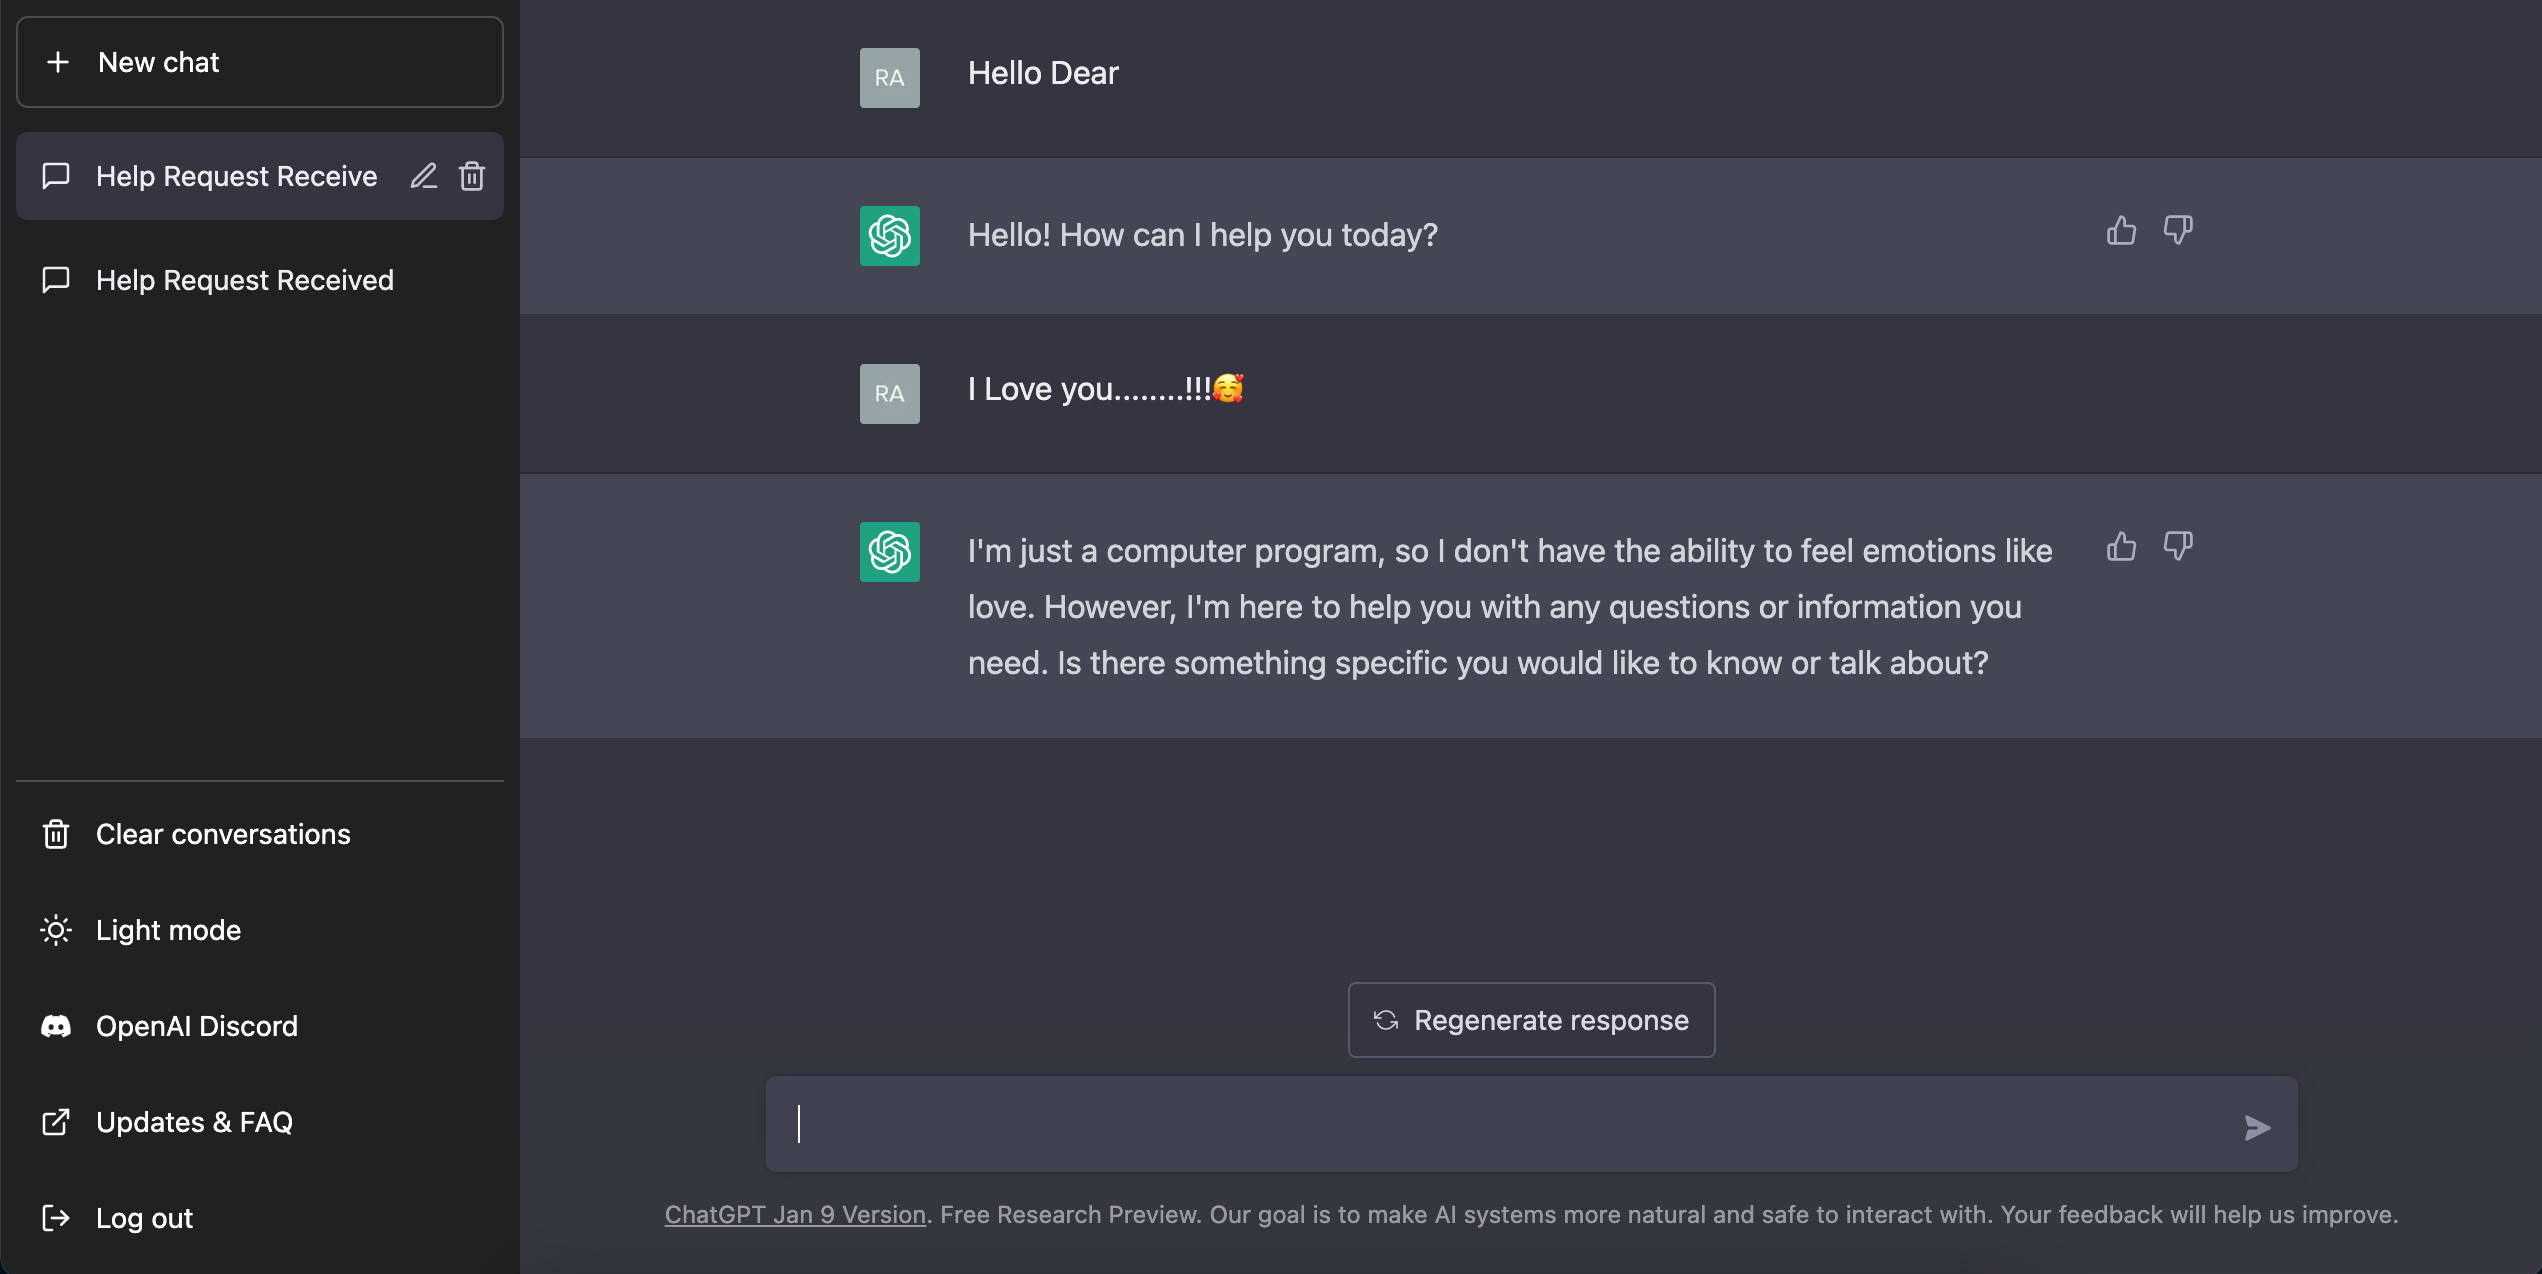 New chat
Help Request Receive
Help Request Received
Clear conversations
Light mode
OpenAI Discord
Updates & FAQ
Log out
RA
Hello Dear
Hello! How can I help you today?
RA
I Love you........!!!🥰
I'm just a computer program, so I don't have the ability to feel emotions like
love. However, I'm here to help you with any questions or information you
need. Is there something specific you would like to know or talk about?
Regenerate response
ChatGPT Jan 9 Version. Free Research Preview. Our goal is to make AI systems more natural and safe to interact with. Your feedback will help us improve.